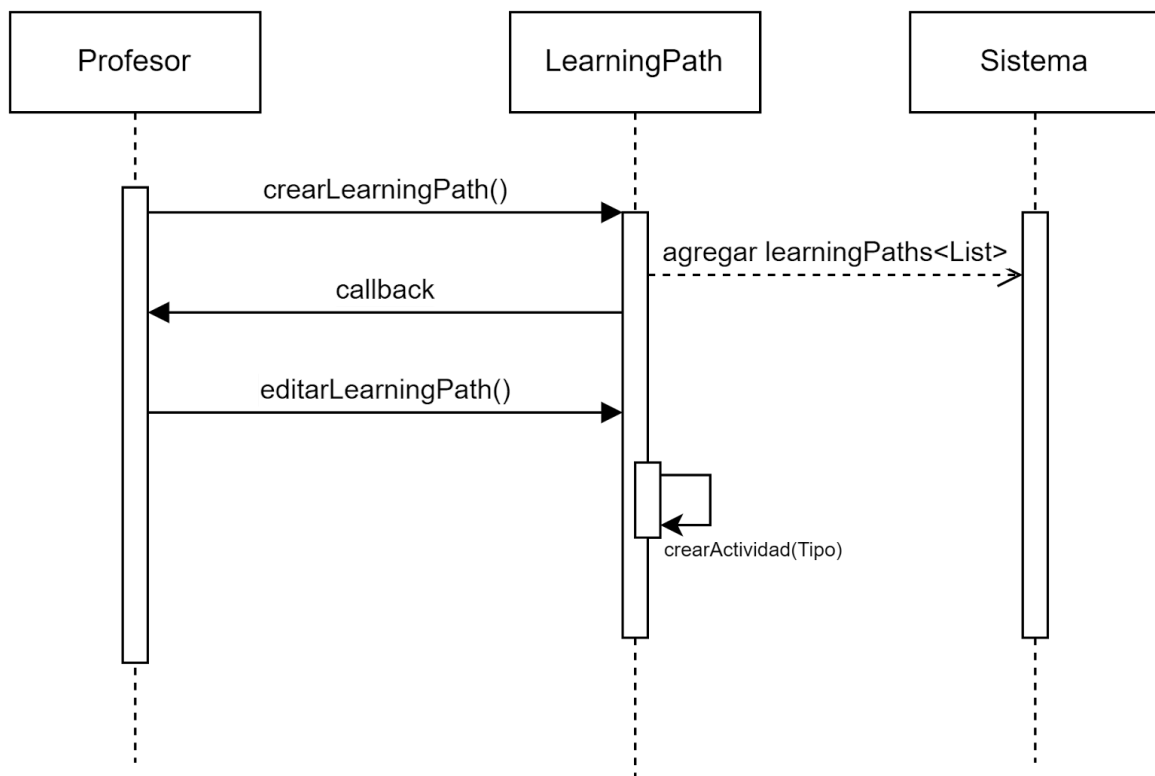 Profesor
LearningPath
Sistema
crearLearningPath()
agregar learningPaths<List>
callback
editarLearningPath()
crearActividad(Tipo)